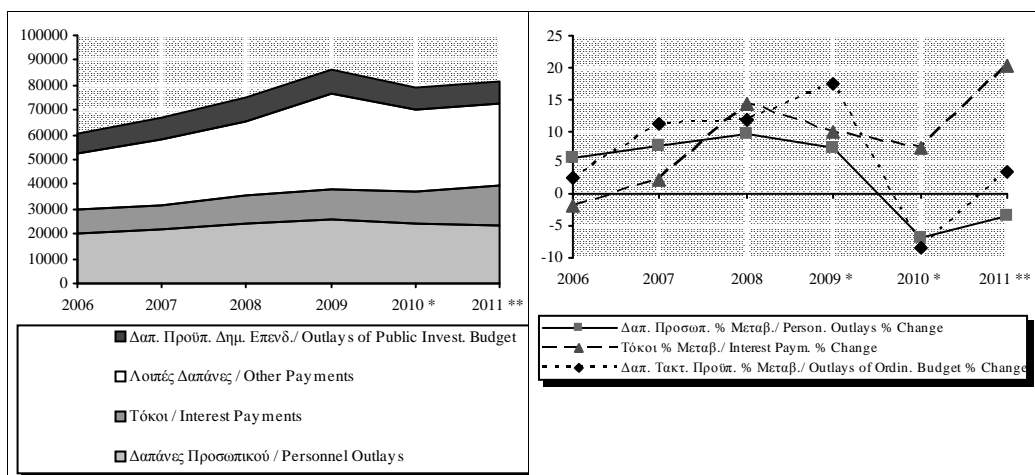 100000
90000
80000
70000
60000
50000
40000
30000
20000
10000
0
2006 2007 2008 2009 2010 * 2011 **
Δαπ. Προϋπ. Δημ. Επενδ./ Outlays of Public Invest. Budget
Λοιπές Δαπάνες / Other Payments
Τόκοι / Interest Payments
Δαπάνες Προσωπικού / Personnel Outlays
25
20
15
10
5
0
-5
-10
2006 2007 2008 2009 * 2010 * 2011 **
Δαπ. Προσωπ. % Μεταβ./ Person. Outlays % Change
Τόκοι % Μεταβ./ Interest Paym. % Change
Δαπ. Τακτ. Προϋπ. % Μεταβ./ Outlays of Ordin. Budget % Change